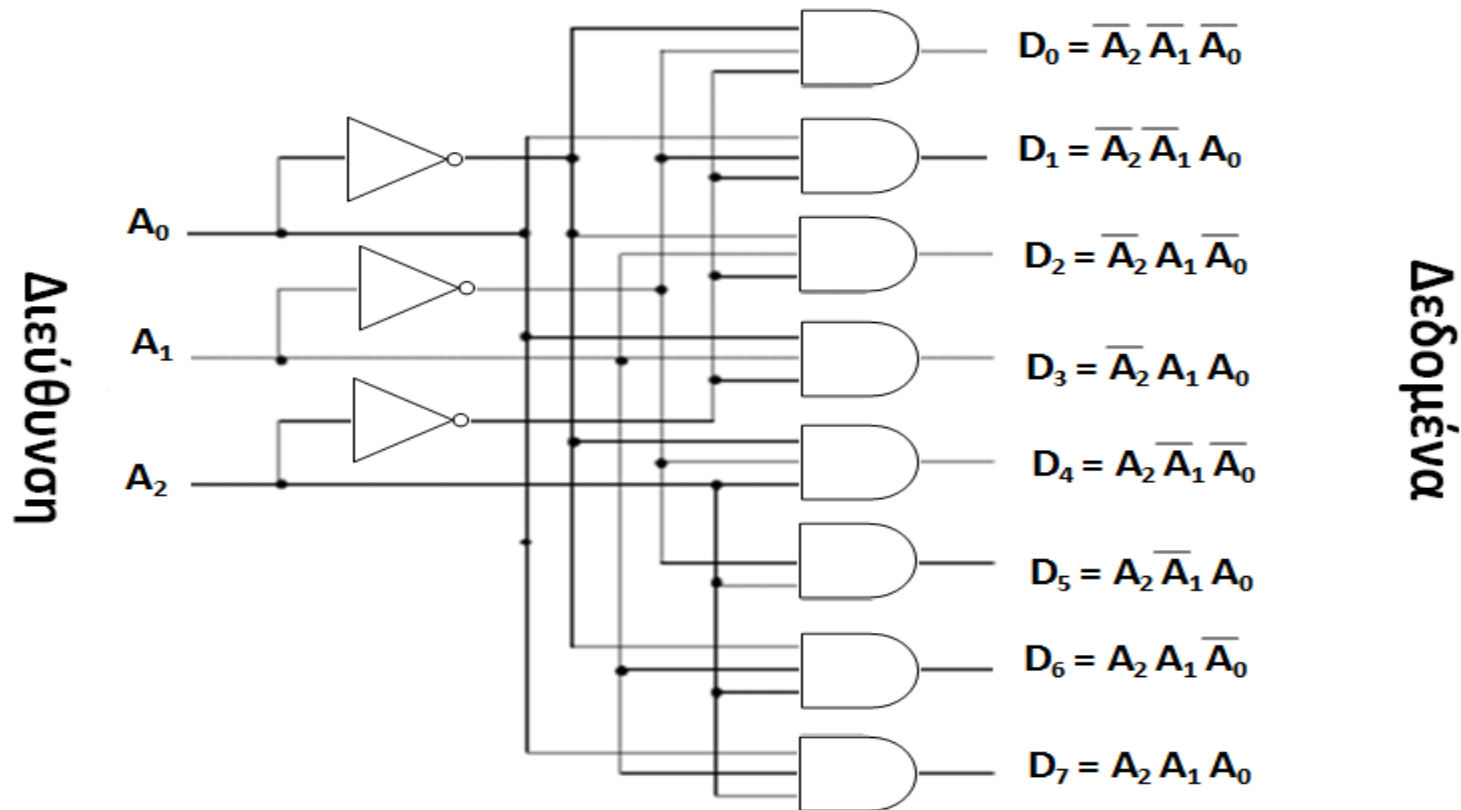 Διεύθυνση
A₀
A₁
A₂
D₀ = A̅₂ A̅₁ A̅₀
D₁ = A̅₂ A̅₁ A₀
D₂ = A̅₂ A₁ A̅₀
D₃ = A̅₂ A₁ A₀
D₄ = A₂ A̅₁ A̅₀
D₅ = A₂ A̅₁ A₀
D₆ = A₂ A₁ A̅₀
D₇ = A₂ A₁ A₀
Δεδομένα